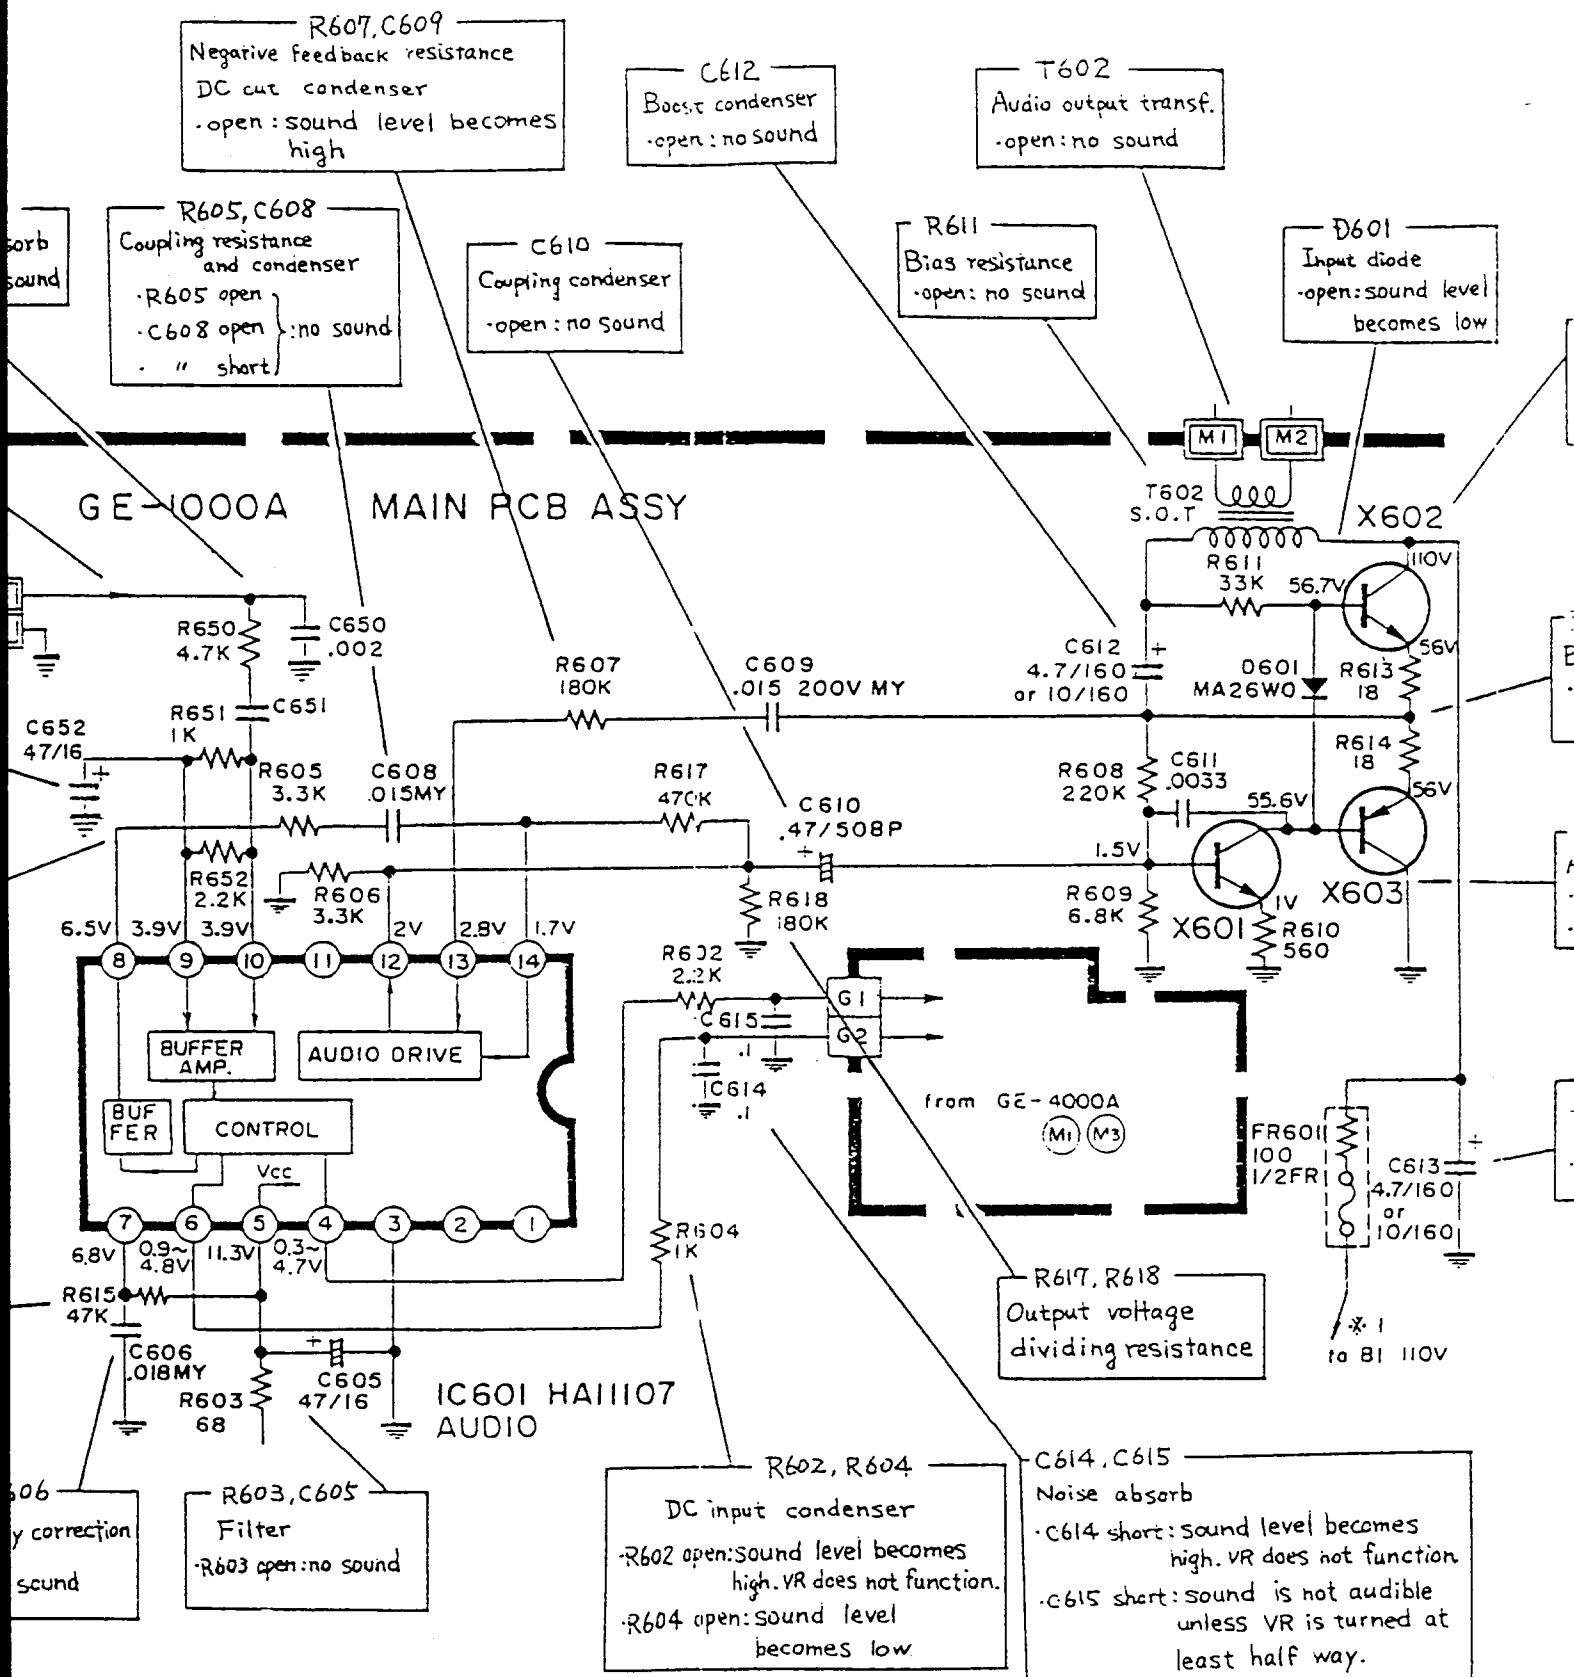 R607, C609
Negative feedback resistance
DC cut condenser
·open: sound level becomes
high
C612
Boost condenser
·open: no sound
T602
Audio output transf.
·open: no sound
sorb
sound
R605, C608
Coupling resistance
and condenser
·R605 open
·C608 open
:no sound
· " short
C610
Coupling condenser
·open: no sound
R611
Bias resistance
·open: no sound
D601
Input diode
·open: sound level
becomes low
M1
M2
GE-1000A MAIN PCB ASSY
T602
S.O.T
X602
110V
R611
33K
56.7V
56V
R650
4.7K
C650
.002
C651
R651
1K
C652
47/16
+
R607
180K
C609
.015 200V MY
C612
4.7/160
or 10/160
+
D601
MA26WO
R613
18
R614
18
56V
R605
3.3K
C608
.015MY
R617
470K
C610
.47/508P
+
R608
220K
C611
.0033
55.6V
1.5V
R652
2.2K
R606
3.3K
R618
180K
R609
6.8K
X601
1V
R610
560
X603
6.5V
3.9V
3.9V
2V
2.8V
1.7V
8
9
10
11
12
13
14
BUFFER
AMP.
AUDIO DRIVE
BUF
FER
CONTROL
Vcc
7
6
5
4
3
2
1
6.8V
0.9~
4.8V
11.3V
0.3~
4.7V
R602
2.2K
C615
.1
G1
G2
C614
.1
from GE-4000A
M1
M3
R604
1K
FR601
100
1/2FR
C613
4.7/160
or
10/160
+
R615
47K
C606
.018MY
R603
68
+
C605
47/16
IC601 HA11107
AUDIO
R617, R618
Output voltage
dividing resistance
※1
to B1 110V
606
y correction
sound
R603, C605
Filter
·R603 open: no sound
R602, R604
DC input condenser
·R602 open: sound level becomes
high. VR does not function.
·R604 open: sound level
becomes low
C614, C615
Noise absorb
·C614 short: sound level becomes
high. VR does not function
·C615 short: sound is not audible
unless VR is turned at
least half way.